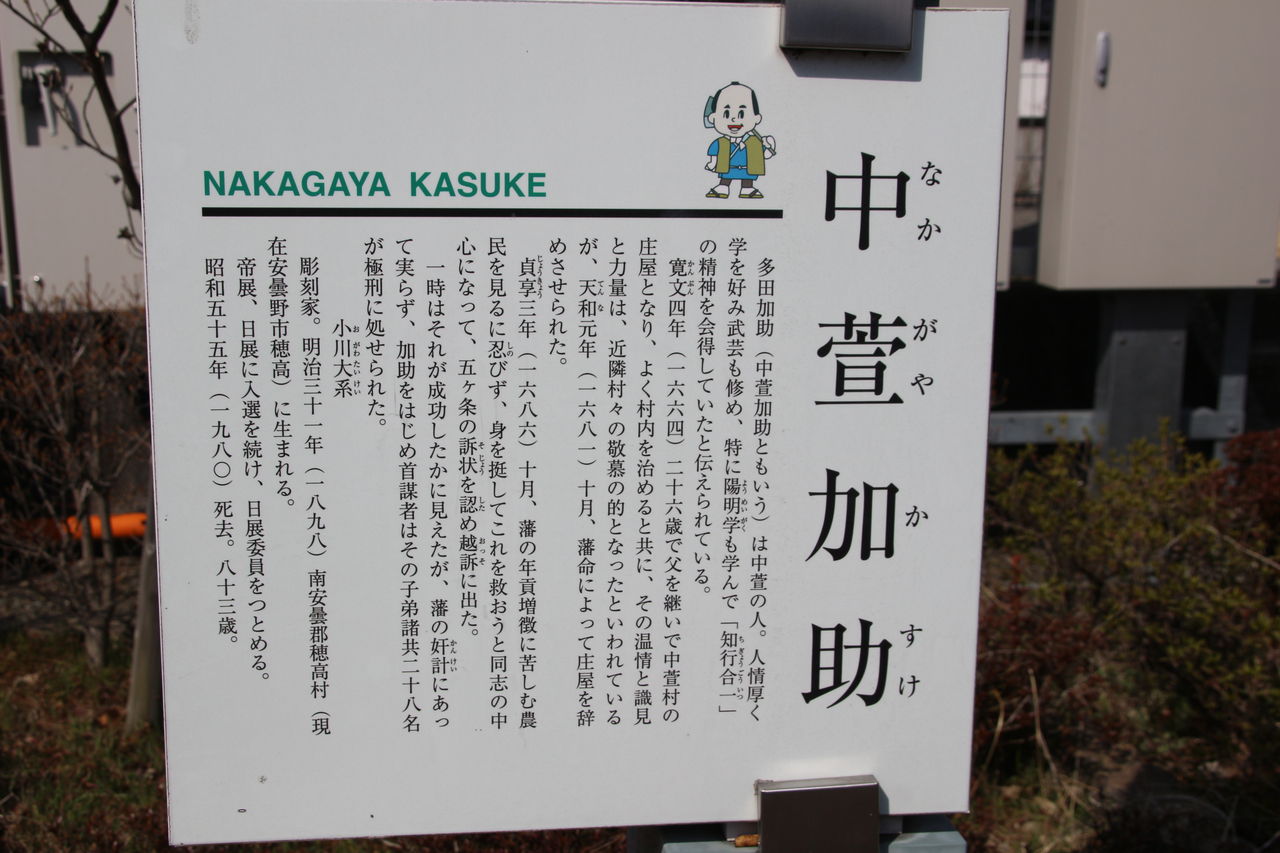 中萱加助
なか がや か すけ
NAKAGAYA KASUKE
多田加助（中萱加助ともいう）は中萱の人。人情厚く
学を好み武芸も修め、特に陽明学も学んで「知行合一」
の精神を会得していたと伝えられている。
寛文四年（一六六四）二十六歳で父を継いで中萱村の
庄屋となり、よく村内を治めると共に、その温情と識見
と力量は、近隣村々の敬慕の的となったといわれている
が、天和元年（一六八一）十月、藩命によって庄屋を辞
めさせられた。
貞享三年（一六八六）十月、藩の年貢増徴に苦しむ農
民を見るに忍びず、身を挺してこれを救おうと同志の中
心になって、五ヶ条の訴状を認め越訴に出た。
一時はそれが成功したかに見えたが、藩の奸計にあっ
て実らず、加助をはじめ首謀者はその子弟諸共二十八名
が極刑に処せられた。
小川大系
彫刻家。明治三十一年（一八九八）南安曇郡穂高村（現
在安曇野市穂高）に生まれる。
帝展、日展に入選を続け、日展委員をつとめる。
昭和五十五年（一九八〇）死去。八十三歳。